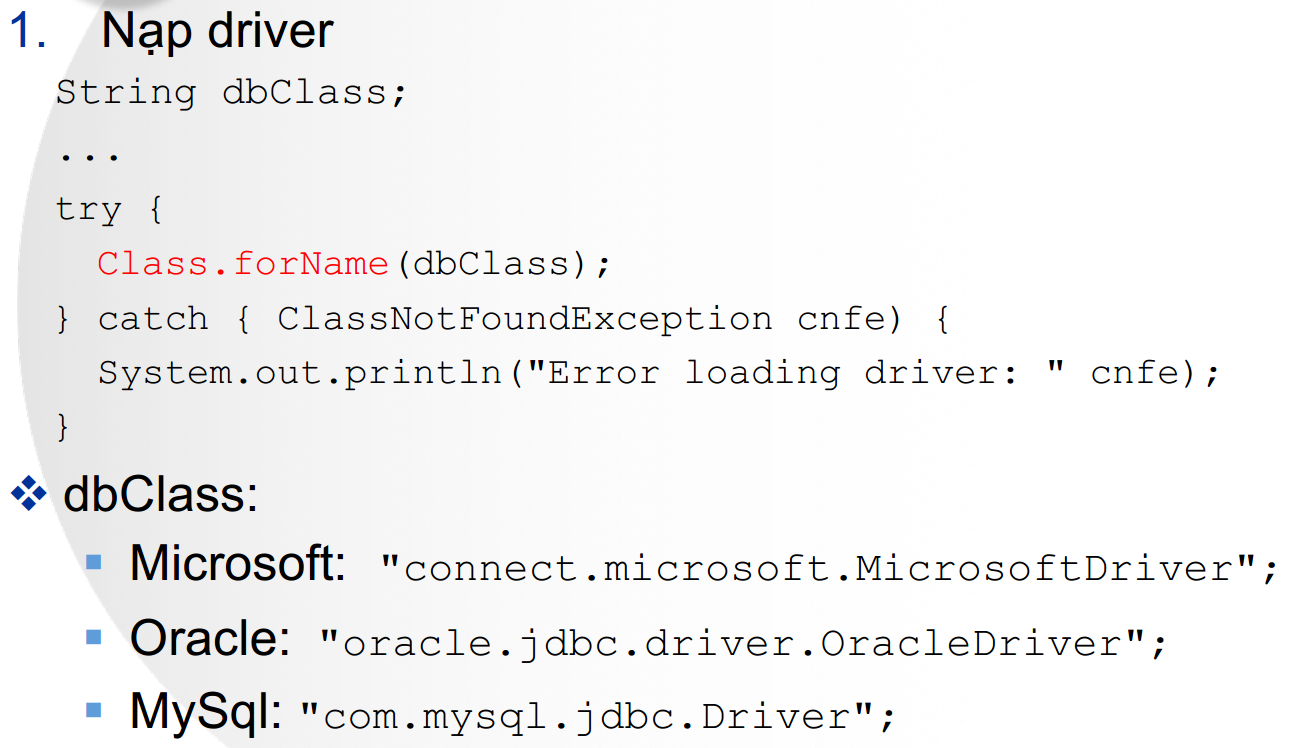 1. Nạp driver
String dbClass;
...
try {
Class.forName(dbClass);
} catch { ClassNotFoundException cnfe) {
System.out.println("Error loading driver: " cnfe);
}
❖ dbClass:
▪ Microsoft: "connect.microsoft.MicrosoftDriver";
▪ Oracle: "oracle.jdbc.driver.OracleDriver";
▪ MySql: "com.mysql.jdbc.Driver";